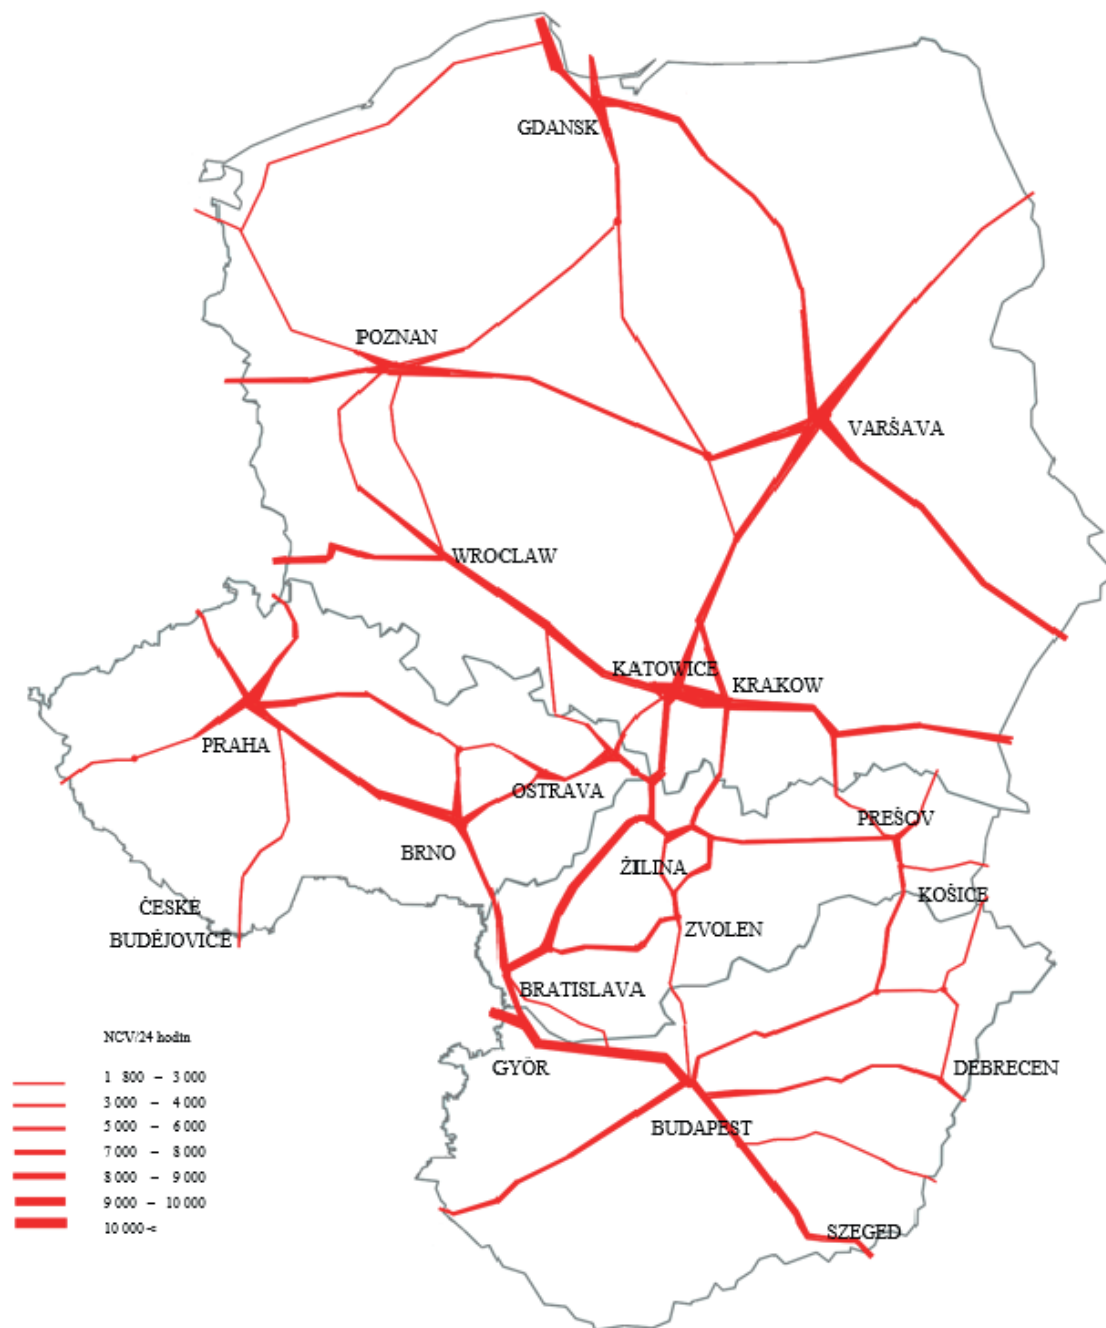 GDANSK
POZNAN
VARŠAVA
WROCLAW
KATOWICE
KRAKOW
PRAHA
OSTRAVA
PREŠOV
BRNO
ŽILINA
KOŠICE
ČESKÉ
BUDĚJOVICE
ZVOLEN
BRATISLAVA
NCV/24 hodin
GYÖR
DEBRECEN
1 800 – 3 000
3 000 – 4 000
5 000 – 6 000
BUDAPEST
7 000 – 8 000
8 000 – 9 000
9 000 – 10 000
10 000-<
SZEGED